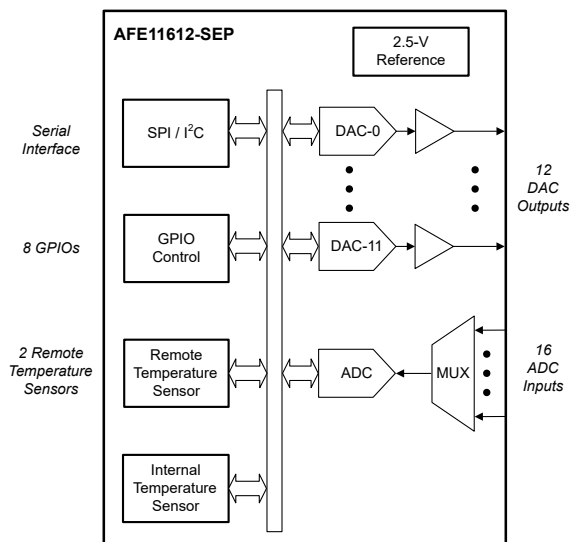 AFE11612-SEP
2.5-V
Reference
Serial
Interface
SPI / I²C
DAC-0
12
DAC
Outputs
8 GPIOs
GPIO
Control
DAC-11
2 Remote
Temperature
Sensors
Remote
Temperature
Sensor
ADC
MUX
16
ADC
Inputs
Internal
Temperature
Sensor